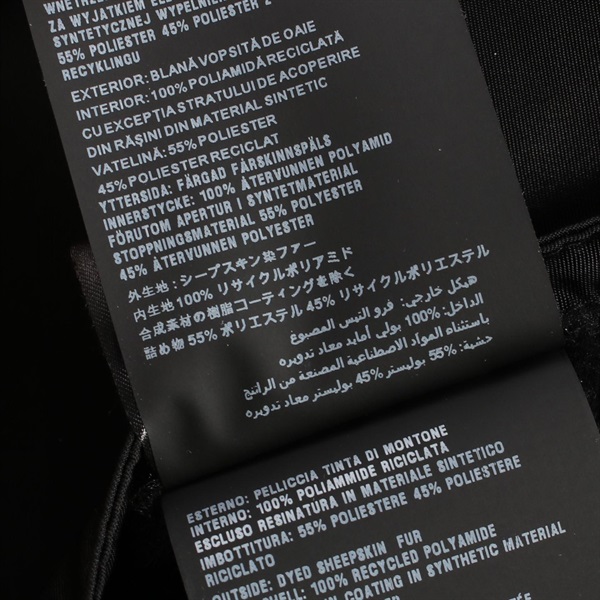 ZA WYJĄTKIEM
SYNTETYCZNEJ WYPEŁNIEN
55% POLIESTER 45% POLIESTER Z
RECYKLINGU
EXTERIOR: BLANĂ VOPSITĂ DE OAIE
INTERIOR: 100% POLIAMIDĂ RECICLATĂ
CU EXCEPȚIA STRATULUI DE ACOPERIRE
DIN RĂȘINI DIN MATERIAL SINTETIC
VATELINĂ: 55% POLIESTER
45% POLIESTER RECICLAT
YTTERSIDA: FÄRGAD FÅRSKINNSPÄLS
INNERSTYCKE: 100% ÅTERVUNNEN POLYAMID
FÖRUTOM APERTUR I SYNTETMATERIAL
STOPPNINGSMATERIAL 55% POLYESTER
45% ÅTERVUNNEN POLYESTER
外生地: シープスキン染ファー
内生地 100% リサイクルポリアミド
合成素材の樹脂コーティングを除く
詰め物 55% ポリエステル 45% リサイクルポリエステル
هيكل خارجي: فرو التيس المصبوغ
الداخل: 100% بولي أمايد معاد تدويره
باستثناء المواد الاصطناعية المصنعة من الراتنج
حشية: 55% بوليستر 45% بوليستر معاد تدويره
ESTERNO: PELLICCIA TINTA DI MONTONE
INTERNO: 100% POLIAMMIDE RICICLATA
ESCLUSO RESINATURA IN MATERIALE SINTETICO
IMBOTTITURA: 55% POLIESTERE 45% POLIESTERE
RICICLATO
OUTSIDE: DYED SHEEPSKIN FUR
SHELL: 100% RECYCLED POLYAMIDE
IN COATING IN SYNTHETIC MATERIAL